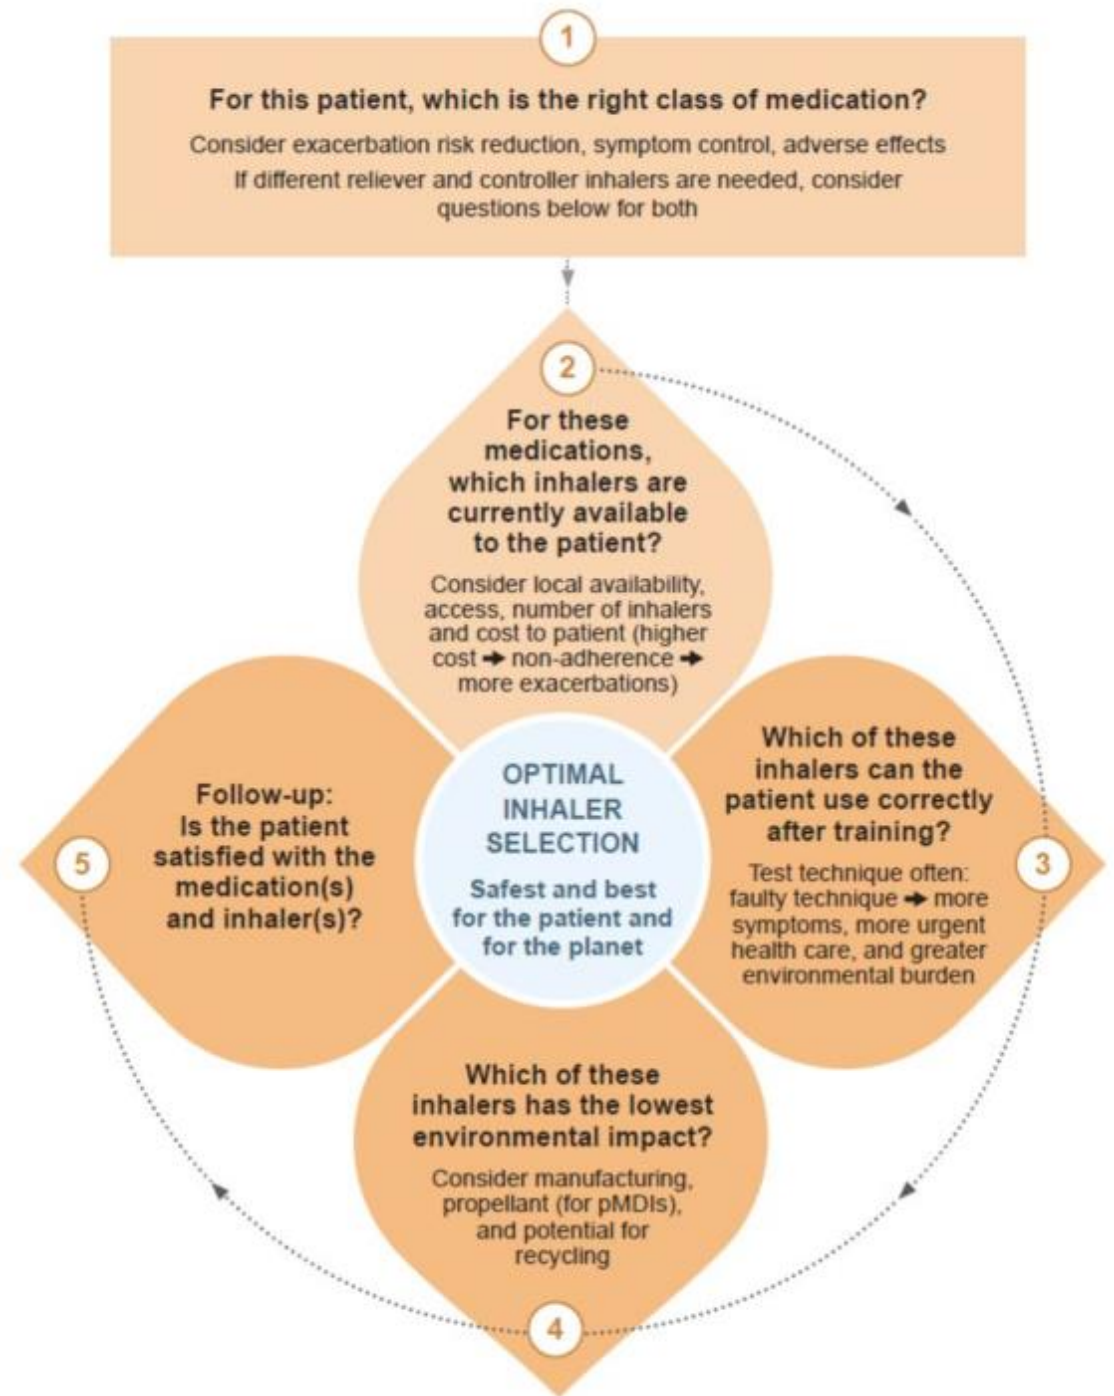 1
For this patient, which is the right class of medication?
Consider exacerbation risk reduction, symptom control, adverse effects
If different reliever and controller inhalers are needed, consider
questions below for both
2
For these
medications,
which inhalers are
currently available
to the patient?
Consider local availability,
access, number of inhalers
and cost to patient (higher
cost ➔ non-adherence ➔
more exacerbations)
OPTIMAL
INHALER
SELECTION
Safest and best
for the patient and
for the planet
Which of these
inhalers can the
patient use correctly
after training?
3
Test technique often:
faulty technique ➔ more
symptoms, more urgent
health care, and greater
environmental burden
Which of these
inhalers has the lowest
environmental impact?
Consider manufacturing,
propellant (for pMDIs),
and potential for
recycling
4
Follow-up:
Is the patient
satisfied with the
medication(s)
and inhaler(s)?
5